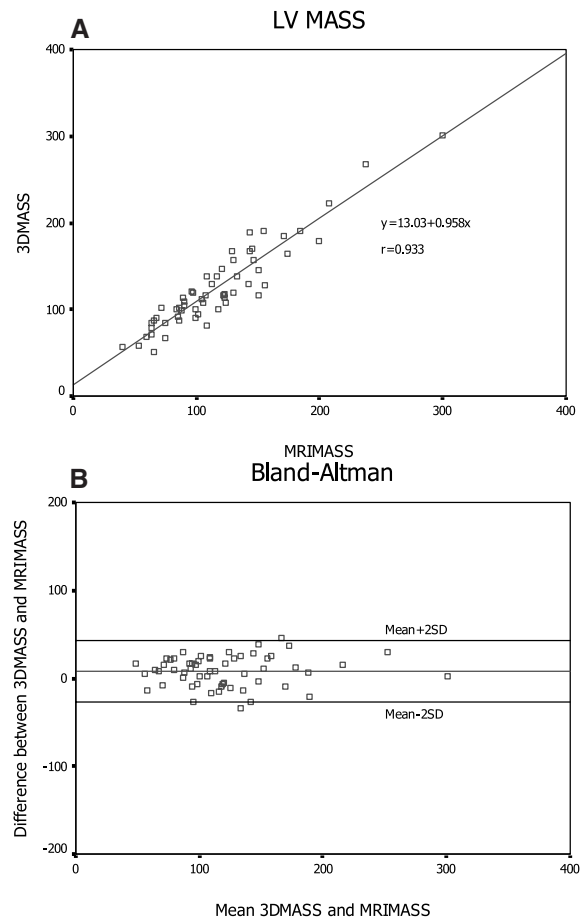 A
LV MASS
400
300
200
100
0
3DMASS
y=13.03+0.958x
r=0.933
0 100 200 300 400
MRIMASS
B
Bland-Altman
200
100
0
-100
-200
Difference between 3DMASS and MRIMASS
Mean+2SD
Mean-2SD
0 100 200 300 400
Mean 3DMASS and MRIMASS